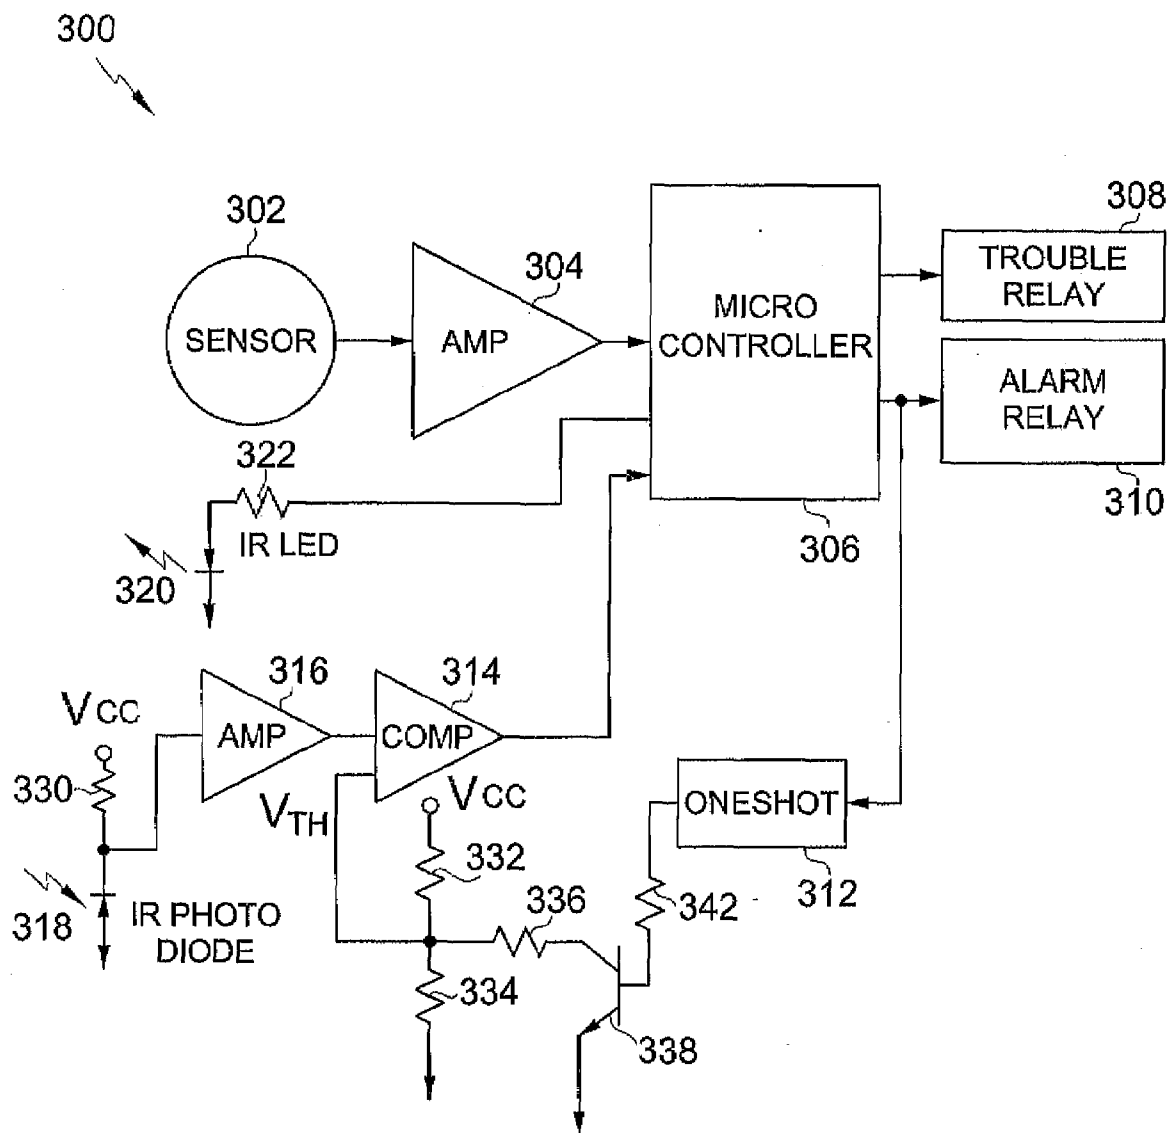 300
302
SENSOR
304
AMP
MICRO
CONTROLLER
306
308
TROUBLE
RELAY
ALARM
RELAY
310
322
IR LED
320
316
AMP
314
COMP
VCC
330
VTH
VCC
318
IR PHOTO
DIODE
332
334
336
338
342
ONESHOT
312